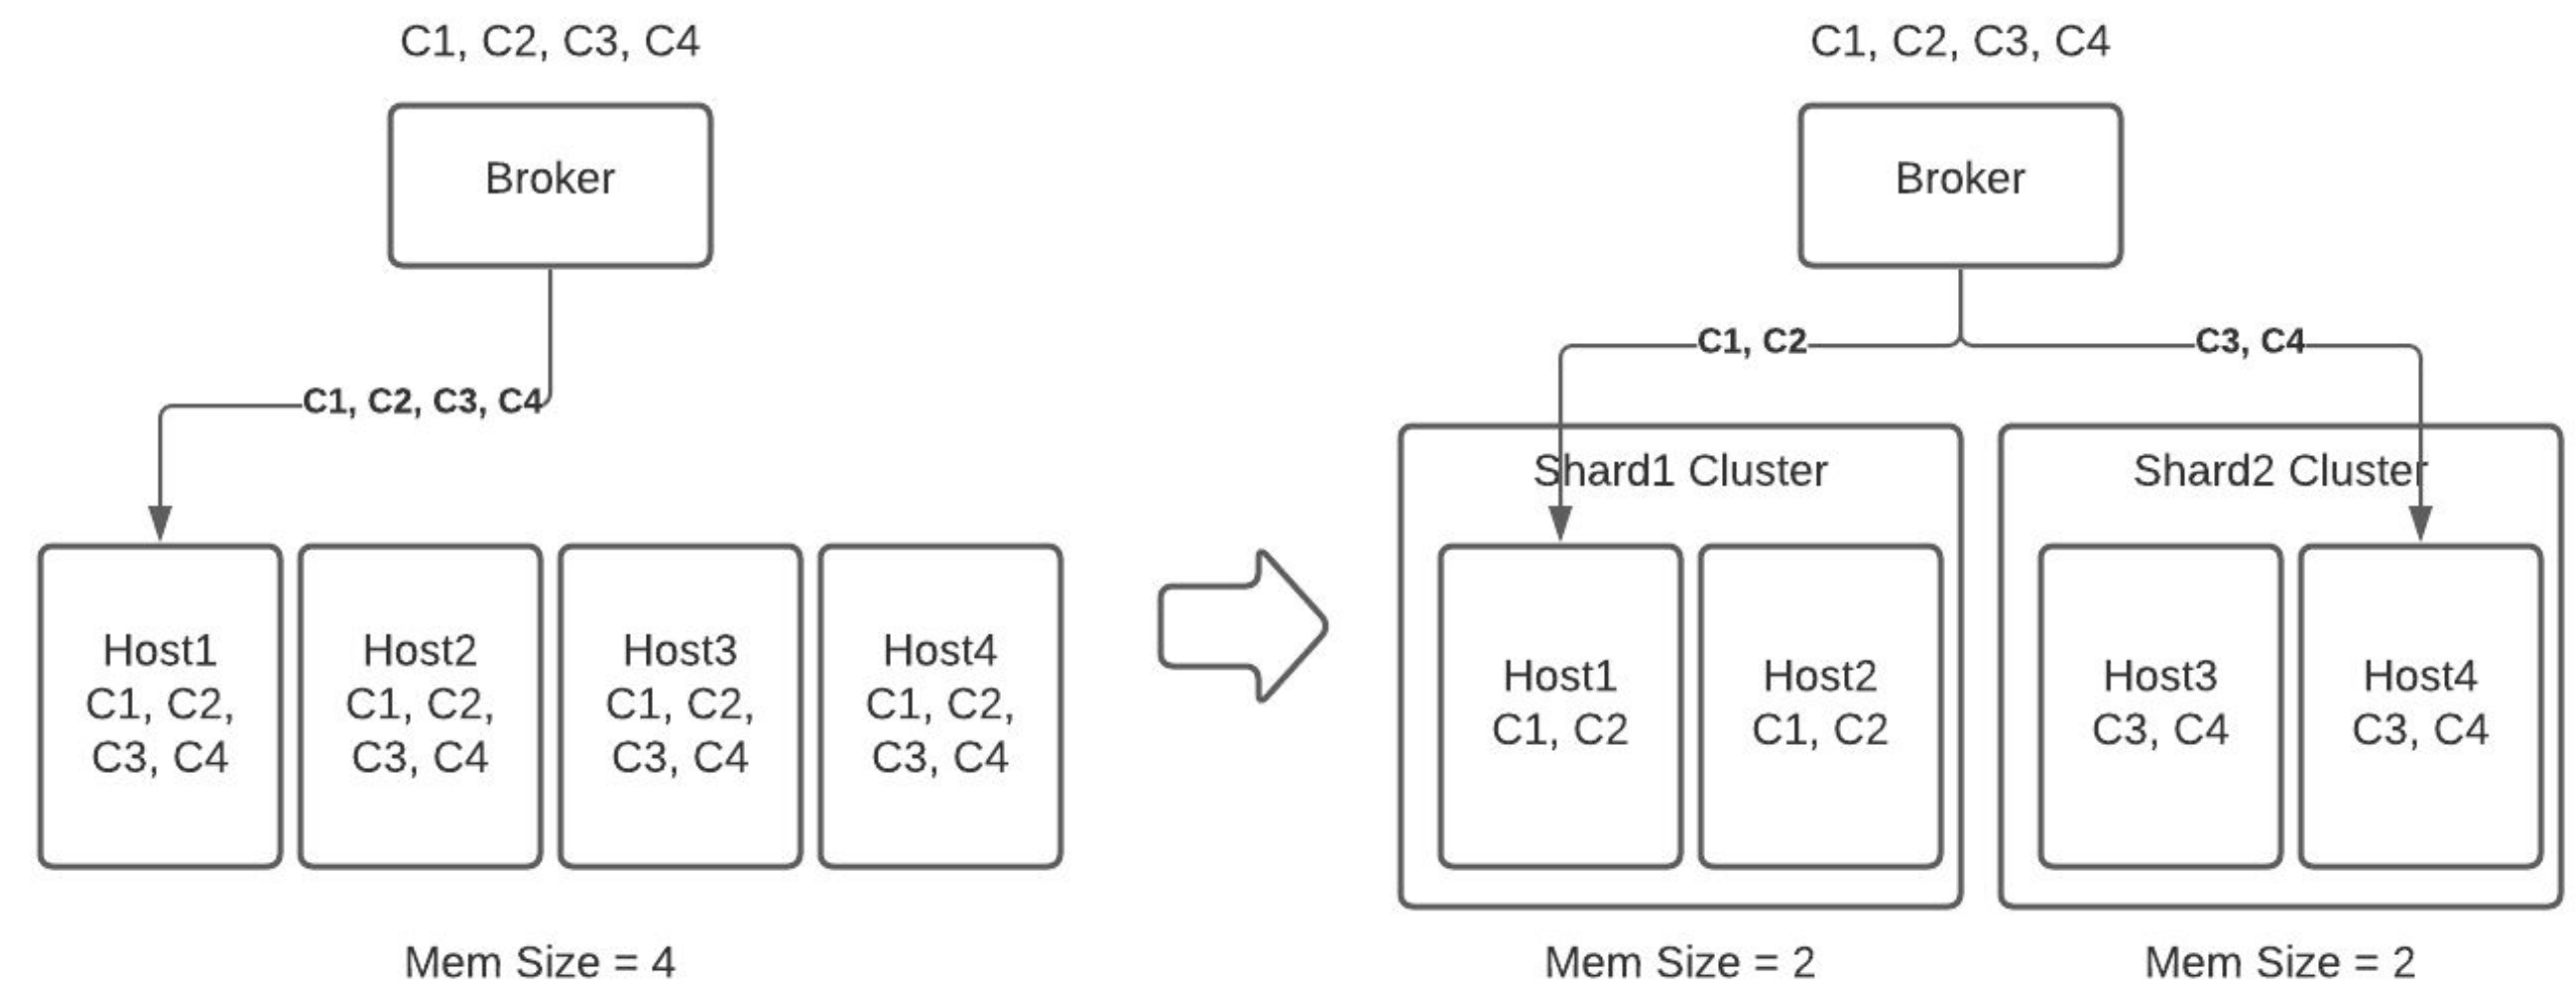 C1, C2, C3, C4
Broker
C1, C2, C3, C4
Host1
C1, C2,
C3, C4
Host2
C1, C2,
C3, C4
Host3
C1, C2,
C3, C4
Host4
C1, C2,
C3, C4
Mem Size = 4
C1, C2, C3, C4
Broker
C1, C2
C3, C4
Shard1 Cluster
Host1
C1, C2
Host2
C1, C2
Mem Size = 2
Shard2 Cluster
Host3
C3, C4
Host4
C3, C4
Mem Size = 2